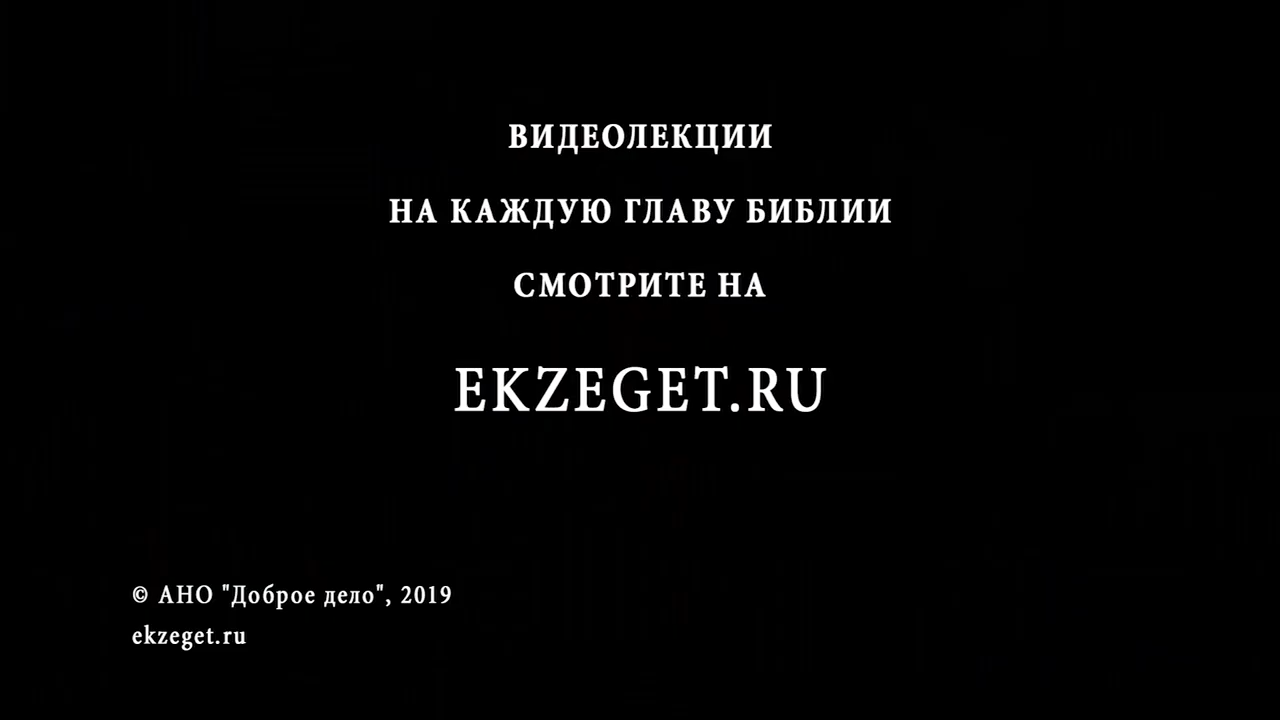 ВИДЕОЛЕКЦИИ
НА КАЖДУЮ ГЛАВУ БИБЛИИ
СМОТРИТЕ НА
EKZEGET.RU
© АНО "Доброе дело", 2019
ekzeget.ru